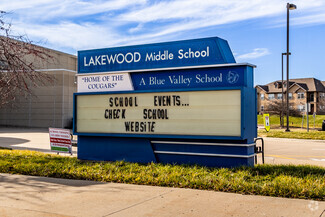 LAKEWOOD Middle School
"HOME OF THE
COUGARS"
A Blue Valley School
SCHOOL EVENTS...
CHECK SCHOOL
WEBSITE